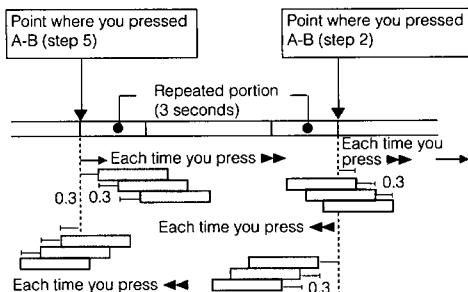 Point where you pressed
A-B (step 5)
Point where you pressed
A-B (step 2)
Repeated portion
(3 seconds)
Each time you press ▶▶
Each time you
press ▶▶
0.3
0.3
0.3
Each time you press ◀◀
Each time you press ◀◀
0.3